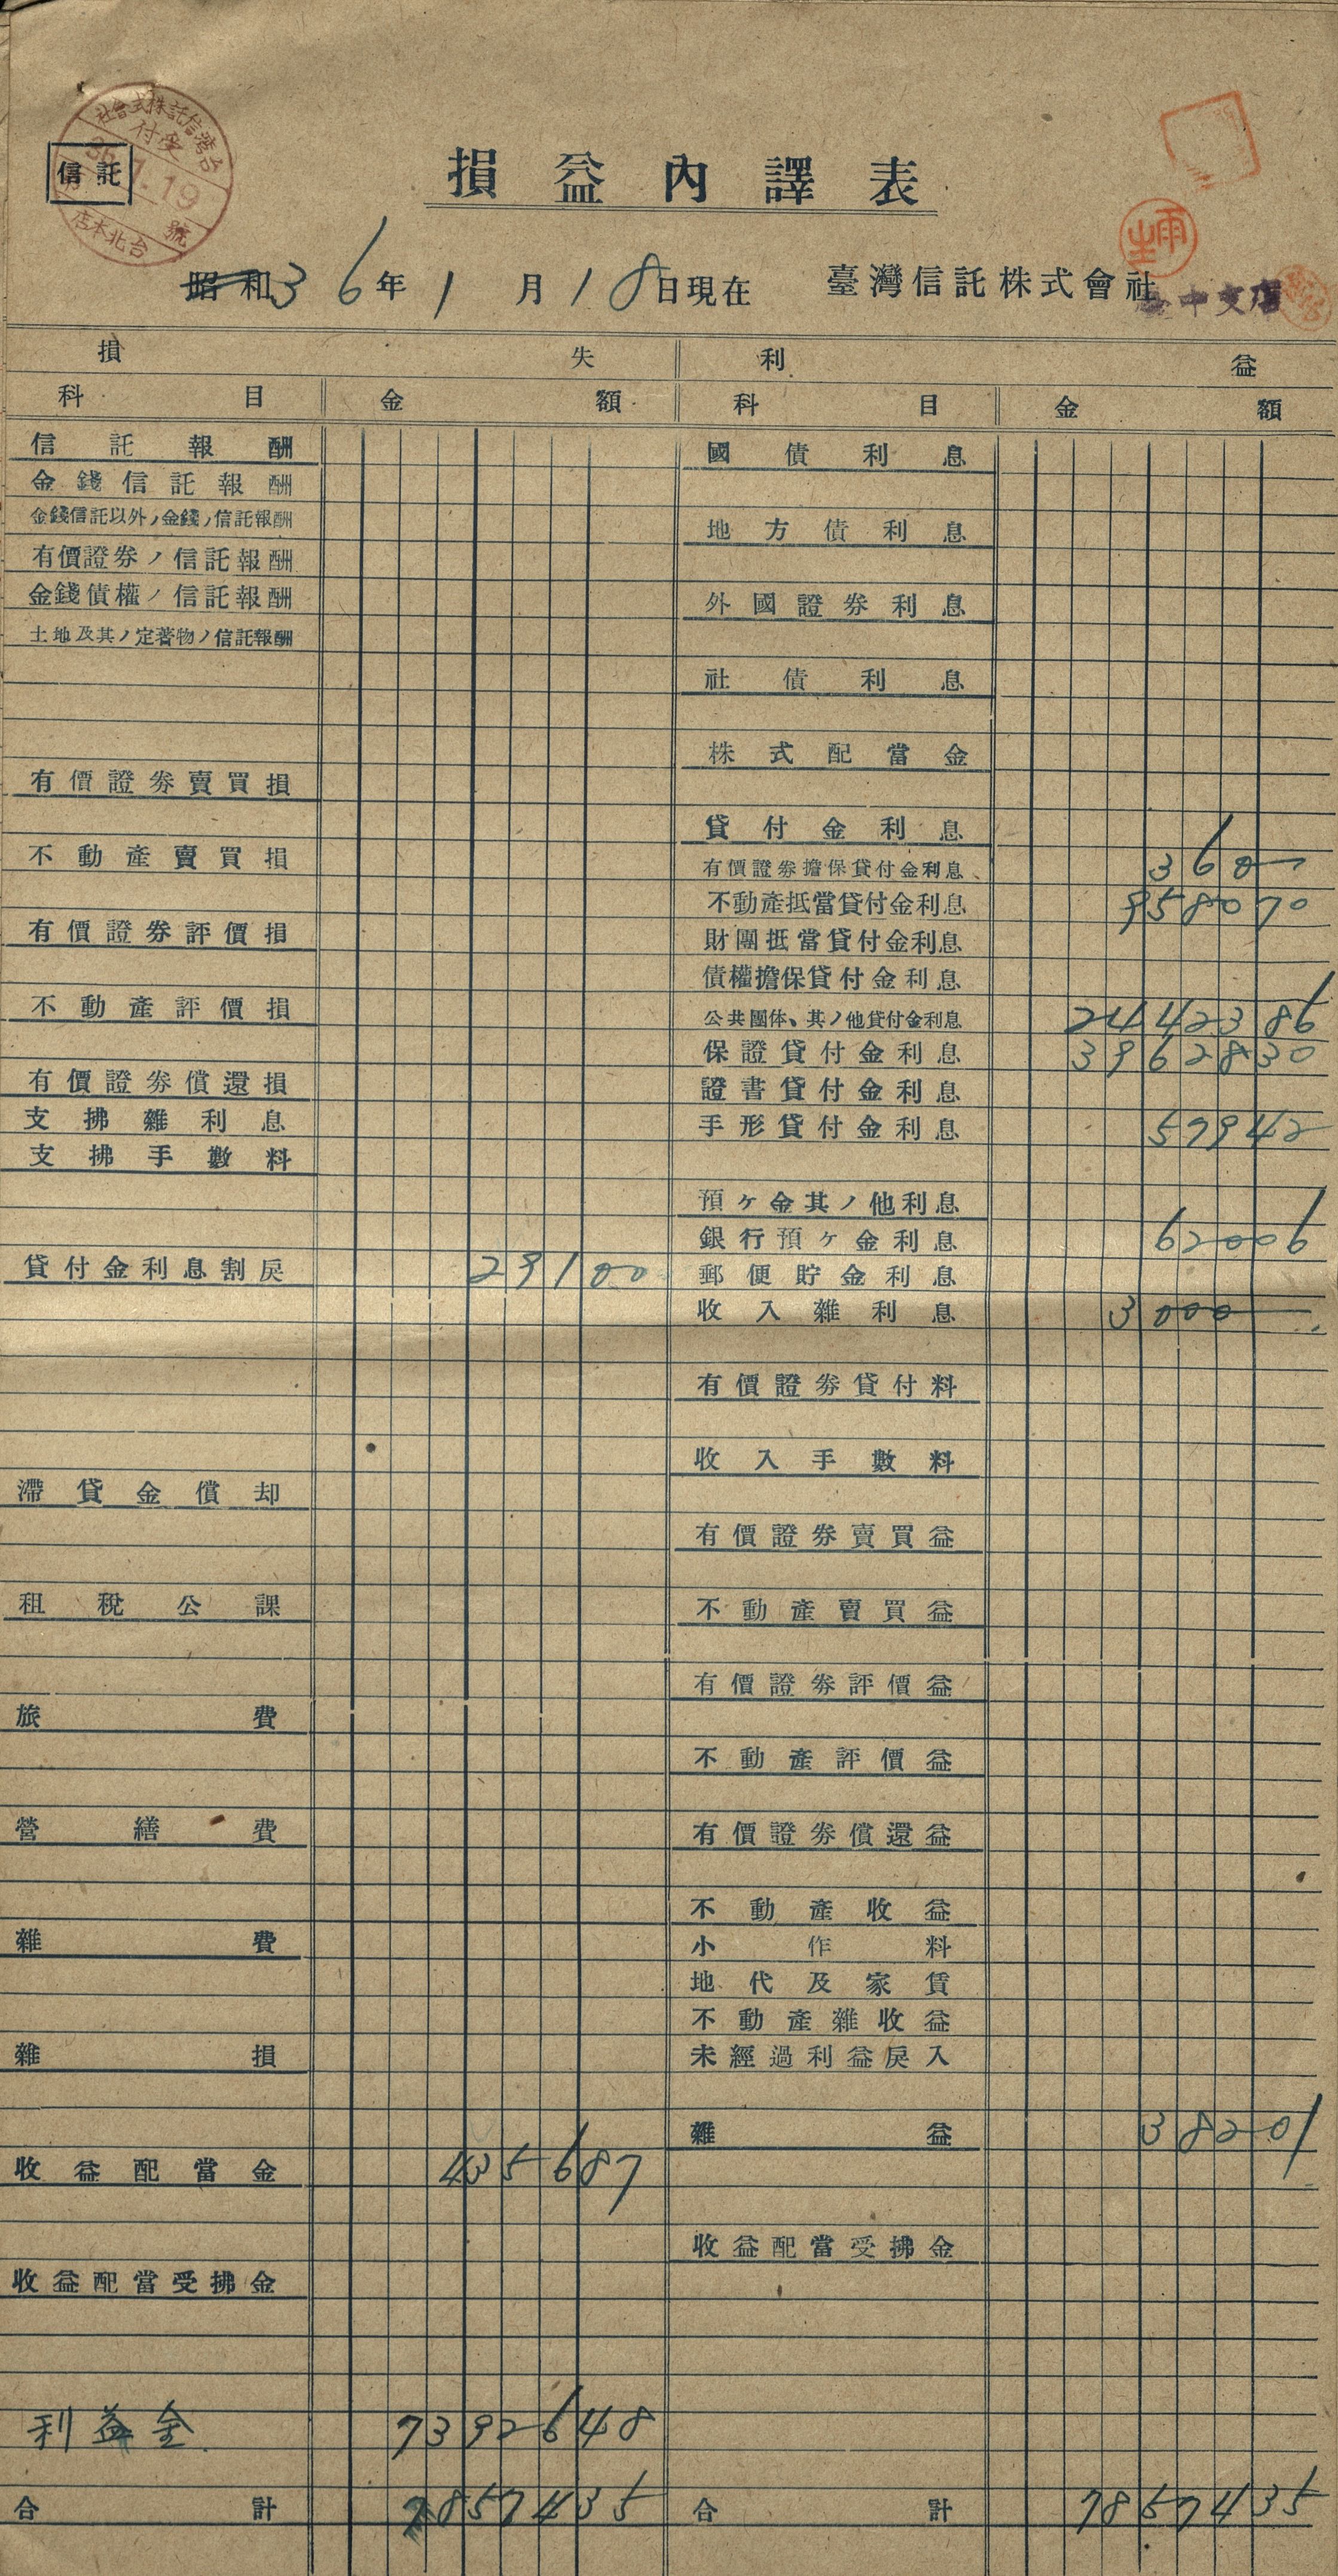 台灣信託株式會社
受付
36.1.19
號
台北本店
信託
損益內譯表
昭和36年1月18日現在 臺灣信託株式會社
臺中支店
損失 利益
科目 金額 科目 金額
信託報酬 國債利息
金錢信託報酬
金錢信託以外ノ金錢ノ信託報酬 地方債利息
有價證券ノ信託報酬
金錢債權ノ信託報酬 外國證券利息
土地及其ノ定著物ノ信託報酬
社債利息
株式配當金
有價證券賣買損
貸付金利息
不動產賣買損 有價證券擔保貸付金利息 360—
不動產抵當貸付金利息 958070
有價證券評價損 財團抵當貸付金利息
債權擔保貸付金利息
不動產評價損 公共團体、其ノ他貸付金利息 2442386
保證貸付金利息 3962830
有價證券償還損 證書貸付金利息
支拂雜利息 手形貸付金利息 57942
支拂手數料
預ヶ金其ノ他利息
銀行預ヶ金利息 62006
貸付金利息割戾 29100 郵便貯金利息
收入雜利息 3000—
有價證券貸付料
收入手數料
滯貸金償却
有價證券賣買益
租稅公課 不動產賣買益
有價證券評價益
旅費
不動產評價益
營繕費 有價證券償還益
不動產收益
雜費 小作料
地代及家賃
不動產雜收益
雜損 未經過利益戾入
雜益 38201
收益配當金 435687
收益配當受拂金
收益配當受拂金
利益金 7392648
合計 7857435 合計 7857435